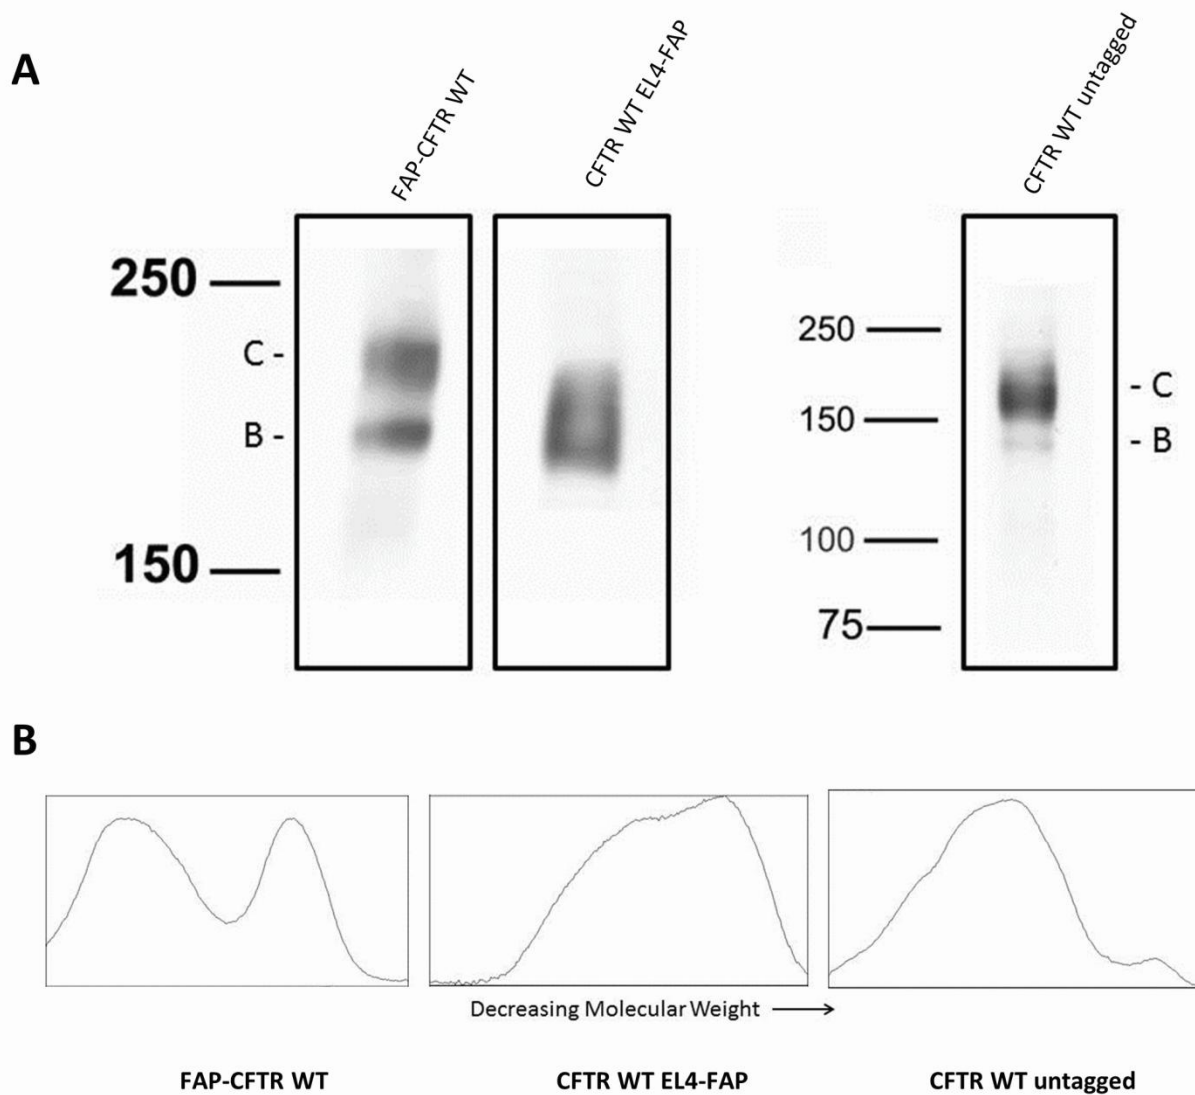 A
FAP-CFTR WT
CFTR WT EL4-FAP
CFTR WT untagged
250
C -
B -
150
250
150
100
75
- C
- B
B
Decreasing Molecular Weight
FAP-CFTR WT
CFTR WT EL4-FAP
CFTR WT untagged